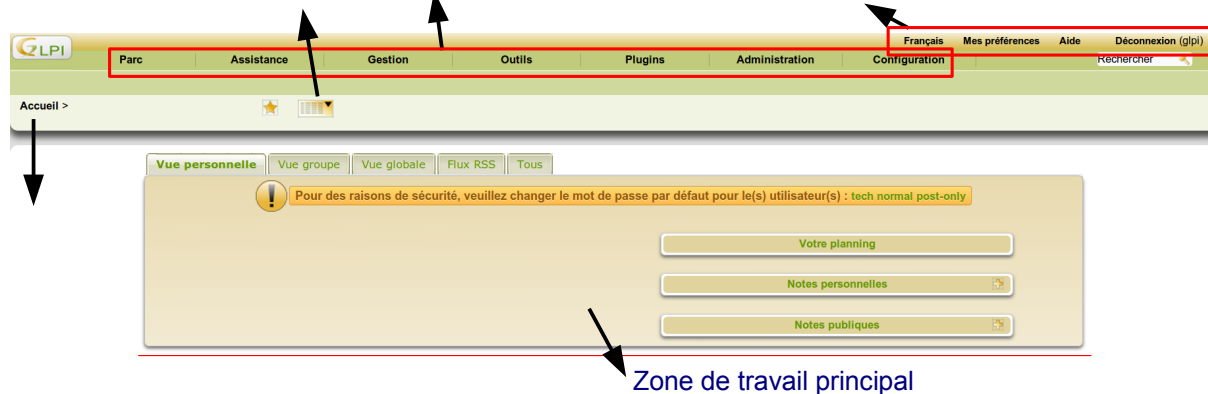 GLPI
Français Mes préférences Aide Déconnexion (glpi)
Parc Assistance Gestion Outils Plugins Administration Configuration Rechercher
Accueil >
Vue personnelle Vue groupe Vue globale Flux RSS Tous
Pour des raisons de sécurité, veuillez changer le mot de passe par défaut pour le(s) utilisateur(s) : tech normal post-only
Votre planning
Notes personnelles
Notes publiques
Zone de travail principal